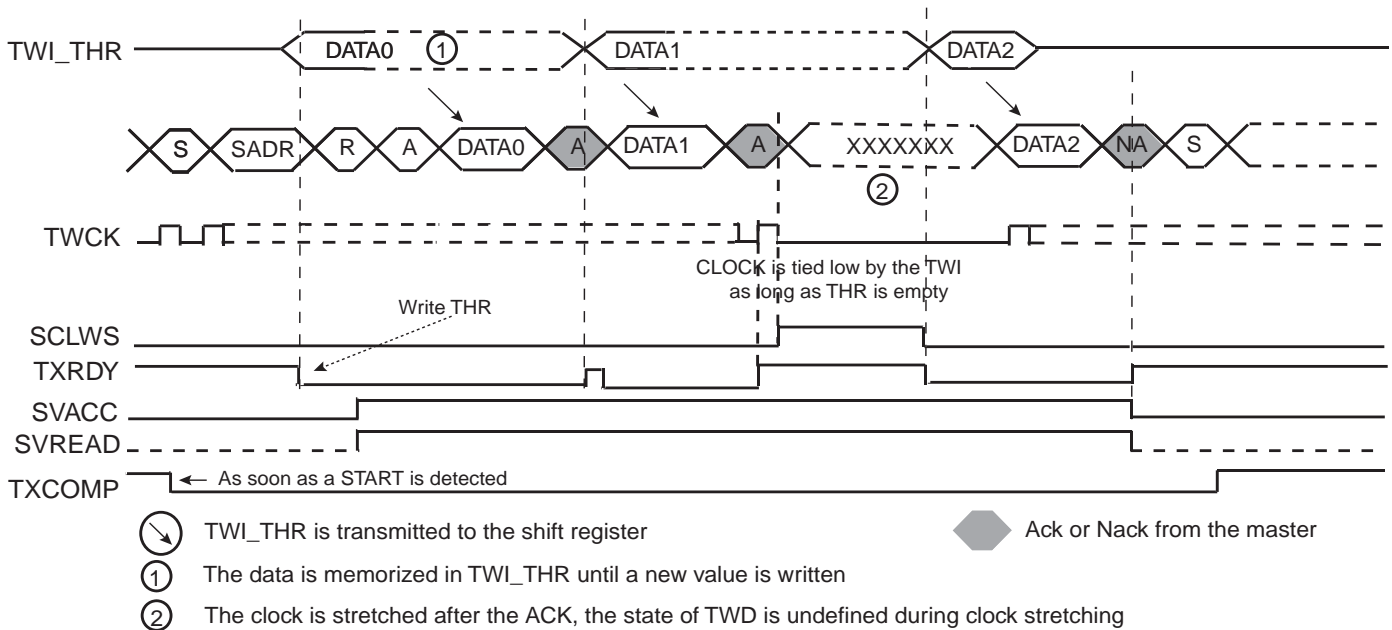 TWI_THR DATA0 1 DATA1 DATA2
S SADR R A DATA0 A DATA1 A XXXXXXX DATA2 NA S
2
TWCK
CLOCK is tied low by the TWI
as long as THR is empty
Write THR
SCLWS
TXRDY
SVACC
SVREAD
TXCOMP As soon as a START is detected
TWI_THR is transmitted to the shift register Ack or Nack from the master
1 The data is memorized in TWI_THR until a new value is written
2 The clock is stretched after the ACK, the state of TWD is undefined during clock stretching